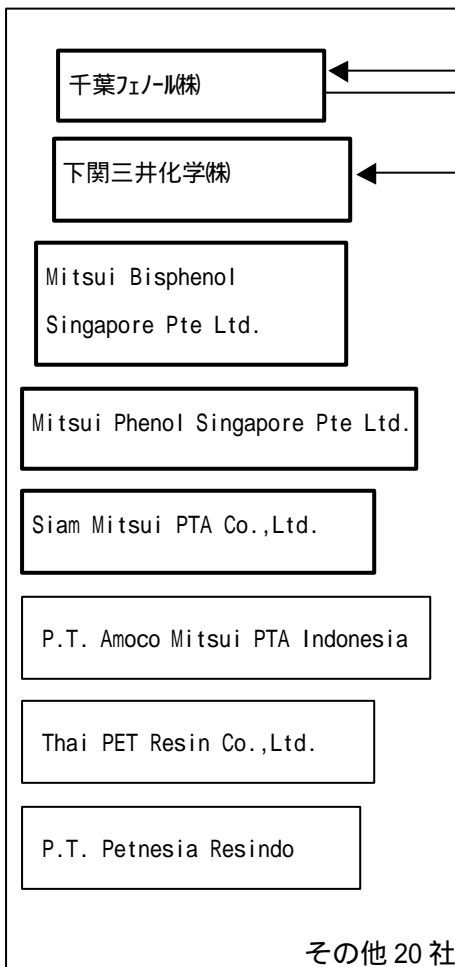 千葉ﾌｪﾉｰﾙ㈱
下関三井化学㈱
Mitsui Bisphenol
Singapore Pte Ltd.
Mitsui Phenol Singapore Pte Ltd.
Siam Mitsui PTA Co.,Ltd.
P.T. Amoco Mitsui PTA Indonesia
Thai PET Resin Co.,Ltd.
P.T. Petnesia Resindo
その他 20 社